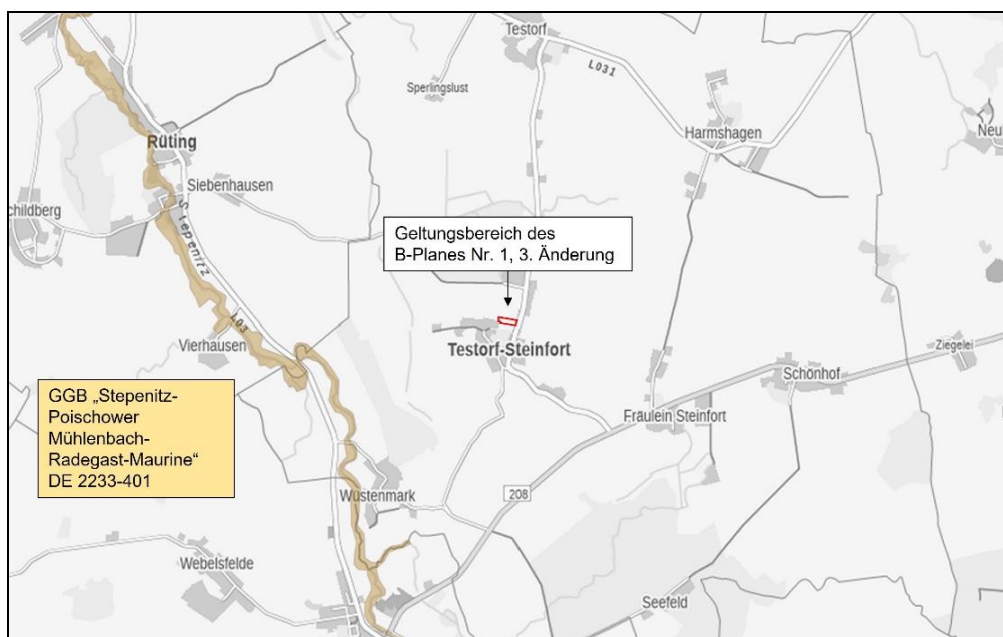 Testorf
L031
Sperlingslust
Harmshagen
Rüting
Siebenhausen
childberg
Stepenitz
Geltungsbereich des
B-Planes Nr. 1, 3. Änderung
L03
Vierhausen
Testorf-Steinfort
Ziegelei
Schönhof
GGB „Stepenitz-
Poischower
Mühlenbach-
Radegast-Maurine“
DE 2233-401
Fräulein Steinfort
Wüstenmark
208
Webelsfelde
Seefeld